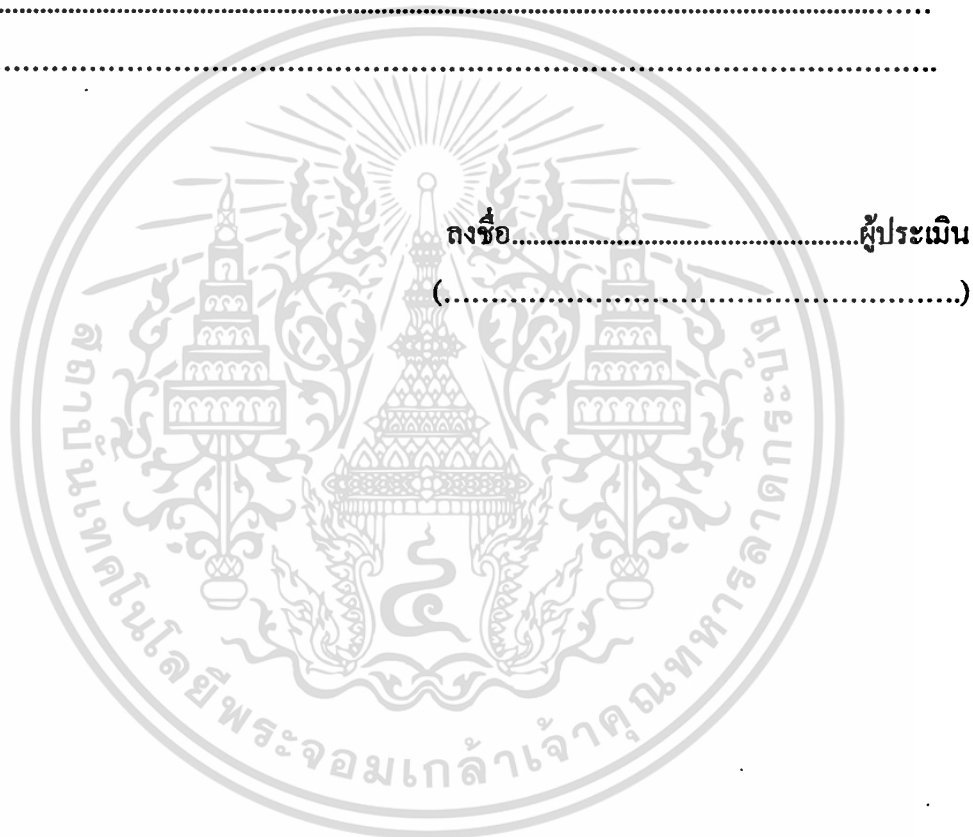 ลงชื่อ..............................................ผู้ประเมิน
(......................................................)
สถาบันเทคโนโลยีพระจอมเกล้าเจ้าคุณทหารลาดกระบัง
๔